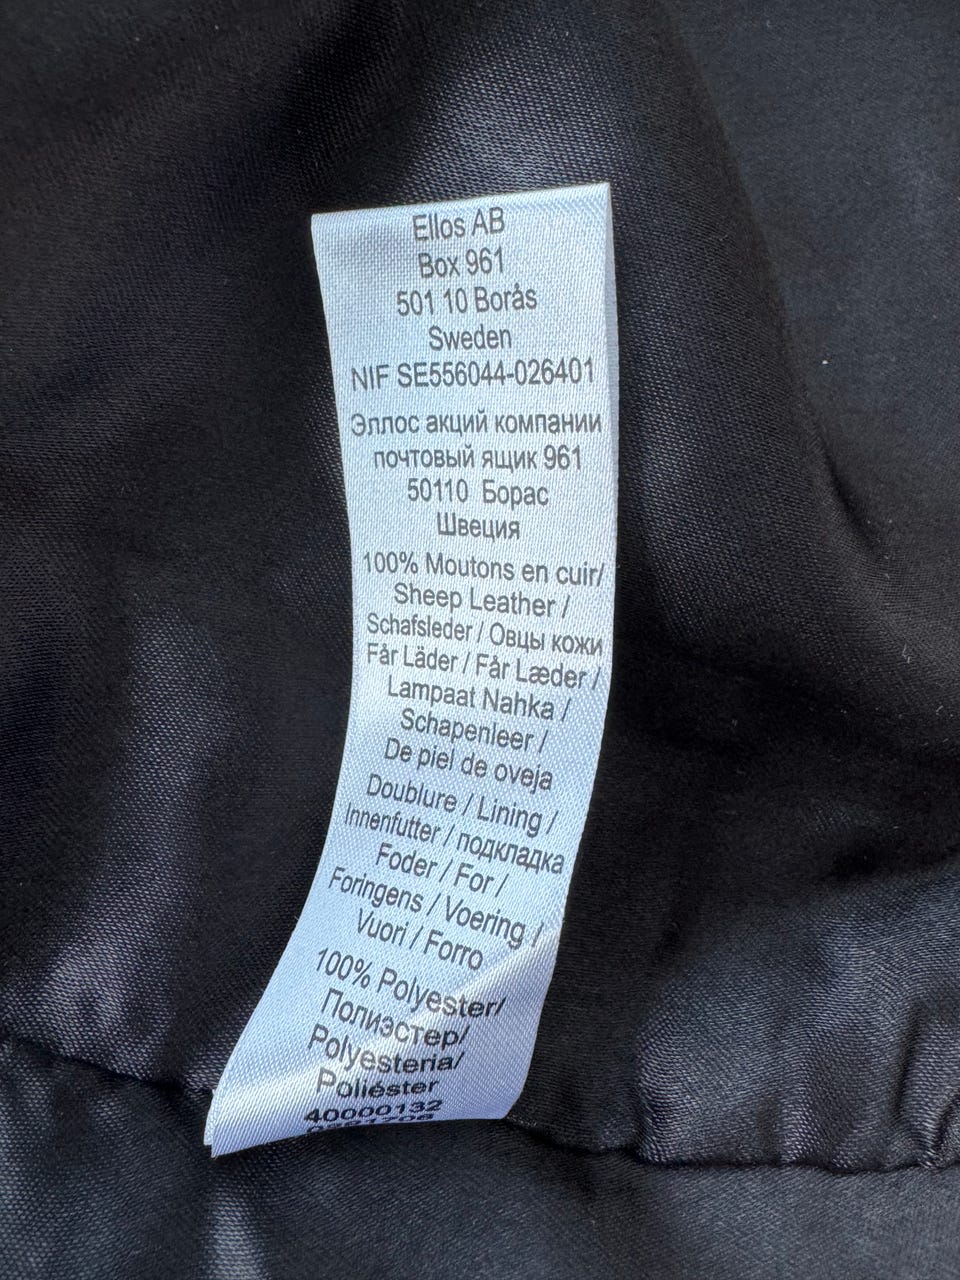 Ellos AB
Box 961
501 10 Borås
Sweden
NIF SE556044-026401
Эллос акций компании
почтовый ящик 961
50110 Борас
Швеция
100% Moutons en cuir/
Sheep Leather /
Schafsleder / Овцы кожи
Får Läder / Får Læder /
Lampaat Nahka /
Schapenleer /
De piel de oveja
Doublure / Lining /
Innenfutter / подкладка
Foder / For /
Foringens / Voering /
Vuori / Forro
100% Polyester/
Полиэстер/
Polyesteria/
Poliéster
40000132